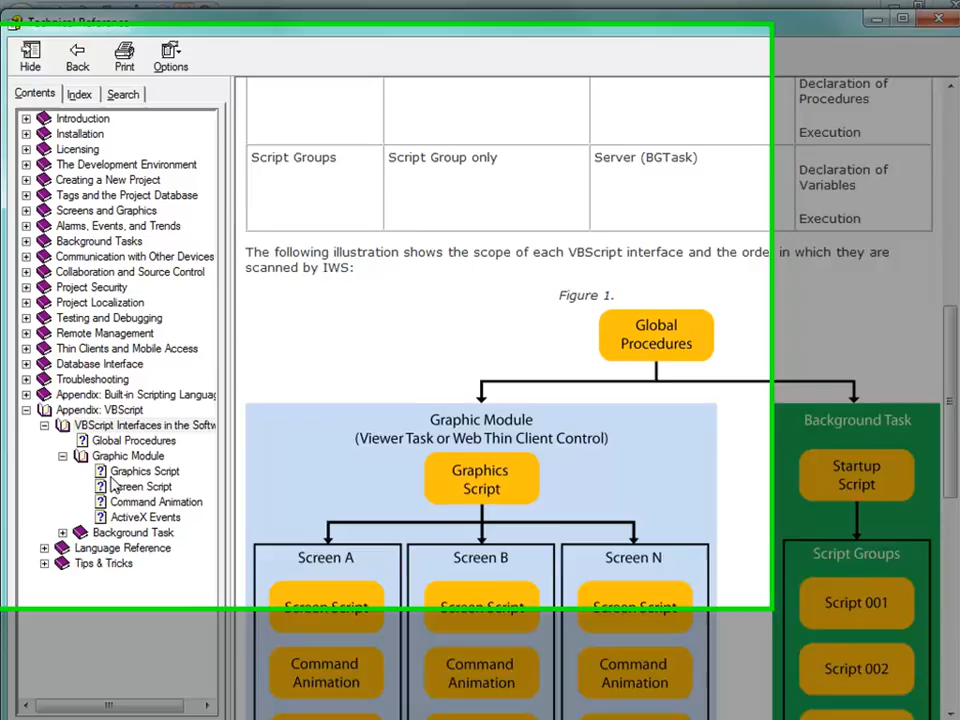 Technical Reference
Hide
Back
Print
Options
Contents
Index
Search
Introduction
Installation
Licensing
The Development Environment
Creating a New Project
Tags and the Project Database
Screens and Graphics
Alarms, Events, and Trends
Background Tasks
Communication with Other Devices
Collaboration and Source Control
Project Security
Project Localization
Testing and Debugging
Remote Management
Thin Clients and Mobile Access
Database Interface
Troubleshooting
Appendix: Built-in Scripting Languag
Appendix: VBScript
VBScript Interfaces in the Softw
Global Procedures
Graphic Module
Graphics Script
Screen Script
Command Animation
ActiveX Events
Background Task
Language Reference
Tips & Tricks
Declaration of
Procedures
Execution
Script Groups
Script Group only
Server (BGTask)
Declaration of
Variables
Execution
The following illustration shows the scope of each VBScript interface and the order in which they are
scanned by IWS:
Figure 1.
Global
Procedures
Graphic Module
(Viewer Task or Web Thin Client Control)
Graphics
Script
Screen A
Screen B
Screen N
Screen Script
Screen Script
Screen Script
Command
Animation
Command
Animation
Command
Animation
Background Task
Startup
Script
Script Groups
Script 001
Script 002